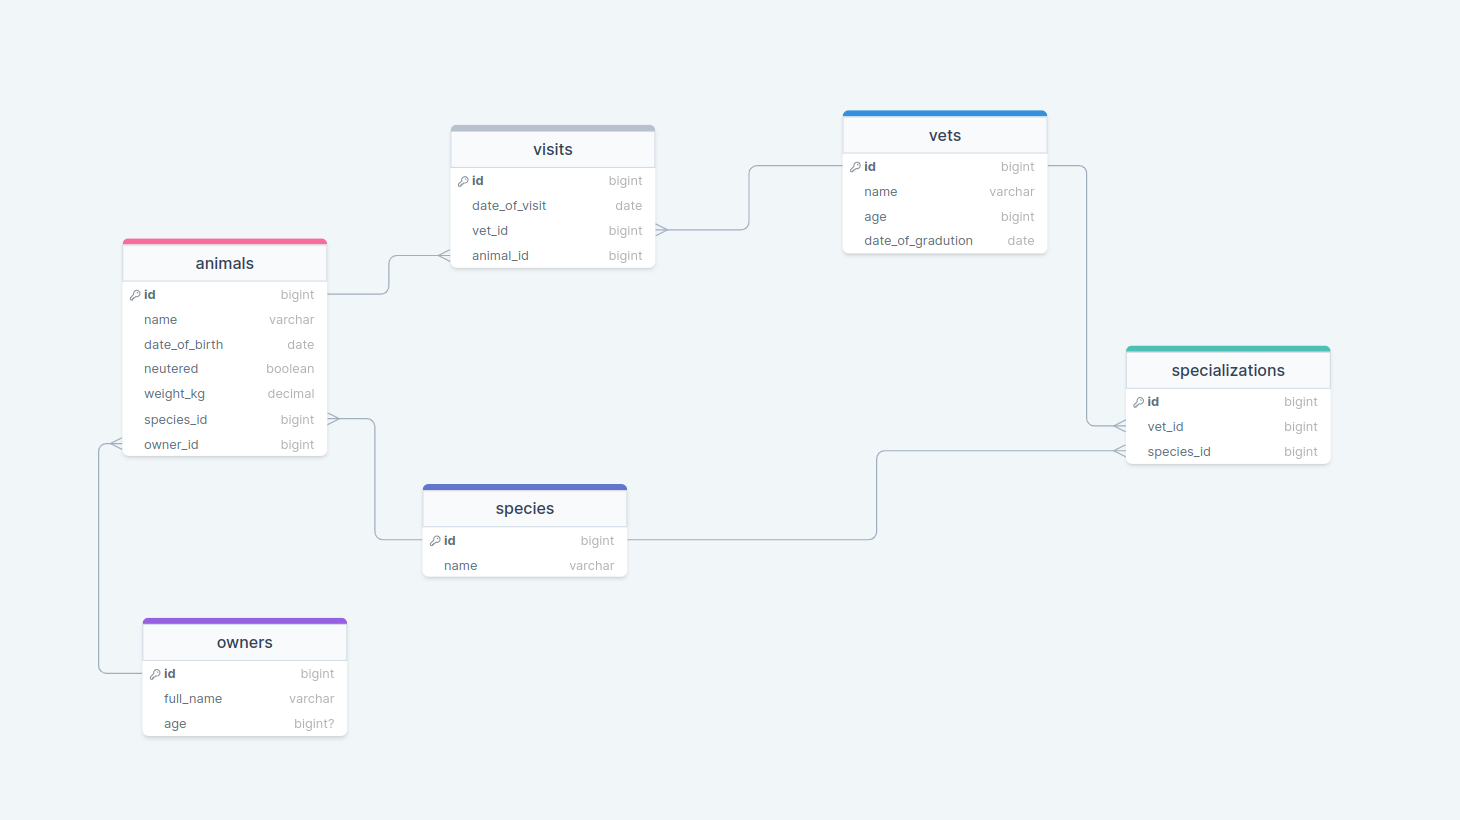 visits
id bigint
date_of_visit date
vet_id bigint
animal_id bigint
vets
id bigint
name varchar
age bigint
date_of_gradution date
animals
id bigint
name varchar
date_of_birth date
neutered boolean
weight_kg decimal
species_id bigint
owner_id bigint
specializations
id bigint
vet_id bigint
species_id bigint
species
id bigint
name varchar
owners
id bigint
full_name varchar
age bigint?